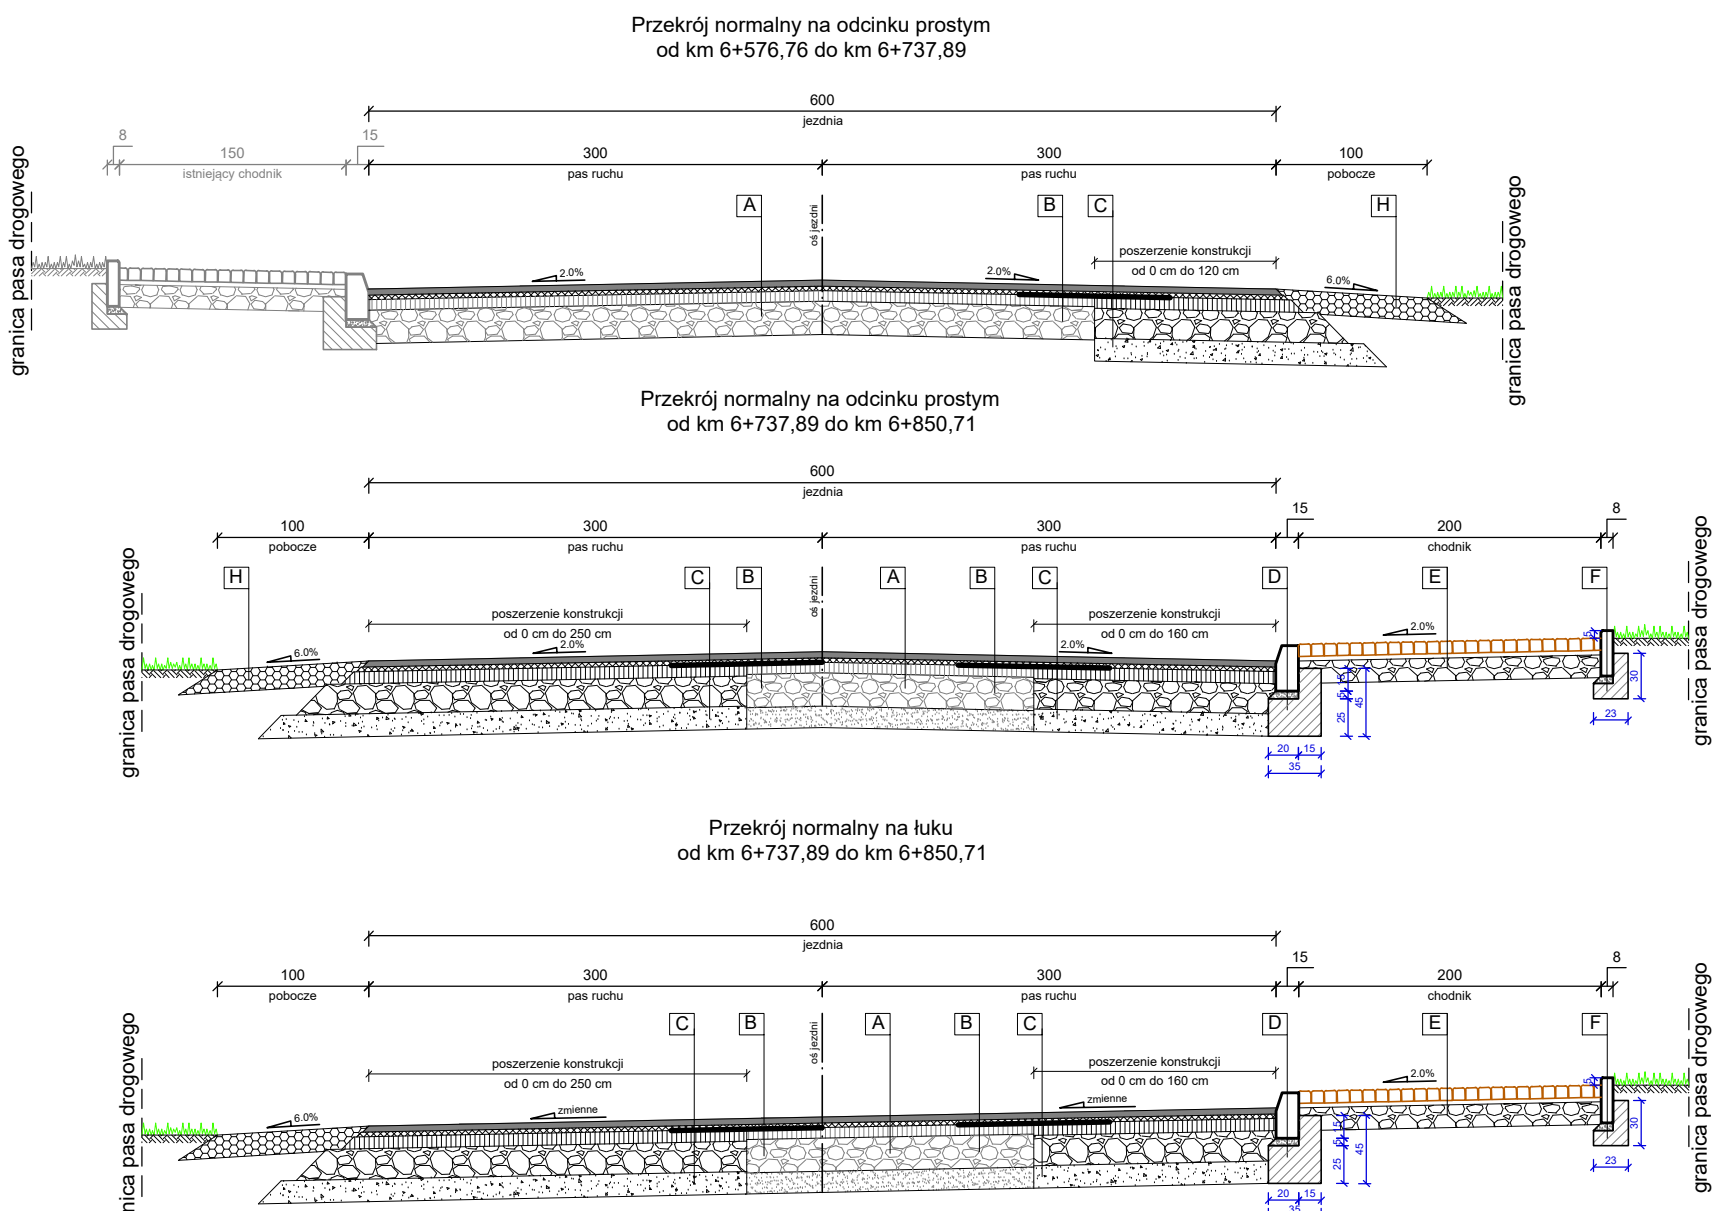 Przekrój normalny na odcinku prostym
od km 6+576,76 do km 6+737,89
600
jezdnia
8
150
istniejący chodnik
15
300
pas ruchu
300
pas ruchu
100
pobocze
granica pasa drogowego
A
oś jezdni
B
C
H
granica pasa drogowego
poszerzenie konstrukcji
od 0 cm do 120 cm
2.0%
2.0%
6.0%
Przekrój normalny na odcinku prostym
od km 6+737,89 do km 6+850,71
600
jezdnia
100
pobocze
300
pas ruchu
300
pas ruchu
15
200
chodnik
8
granica pasa drogowego
H
C
B
oś jezdni
A
B
C
D
E
F
granica pasa drogowego
poszerzenie konstrukcji
od 0 cm do 250 cm
poszerzenie konstrukcji
od 0 cm do 160 cm
6.0%
2.0%
2.0%
2.0%
5
15
5
25
45
30
23
20
15
35
Przekrój normalny na łuku
od km 6+737,89 do km 6+850,71
600
jezdnia
100
pobocze
300
pas ruchu
300
pas ruchu
15
200
chodnik
8
granica pasa drogowego
C
B
oś jezdni
A
B
C
D
E
F
granica pasa drogowego
poszerzenie konstrukcji
od 0 cm do 250 cm
poszerzenie konstrukcji
od 0 cm do 160 cm
6.0%
zmienne
zmienne
2.0%
5
15
5
25
45
30
23
20
15
35